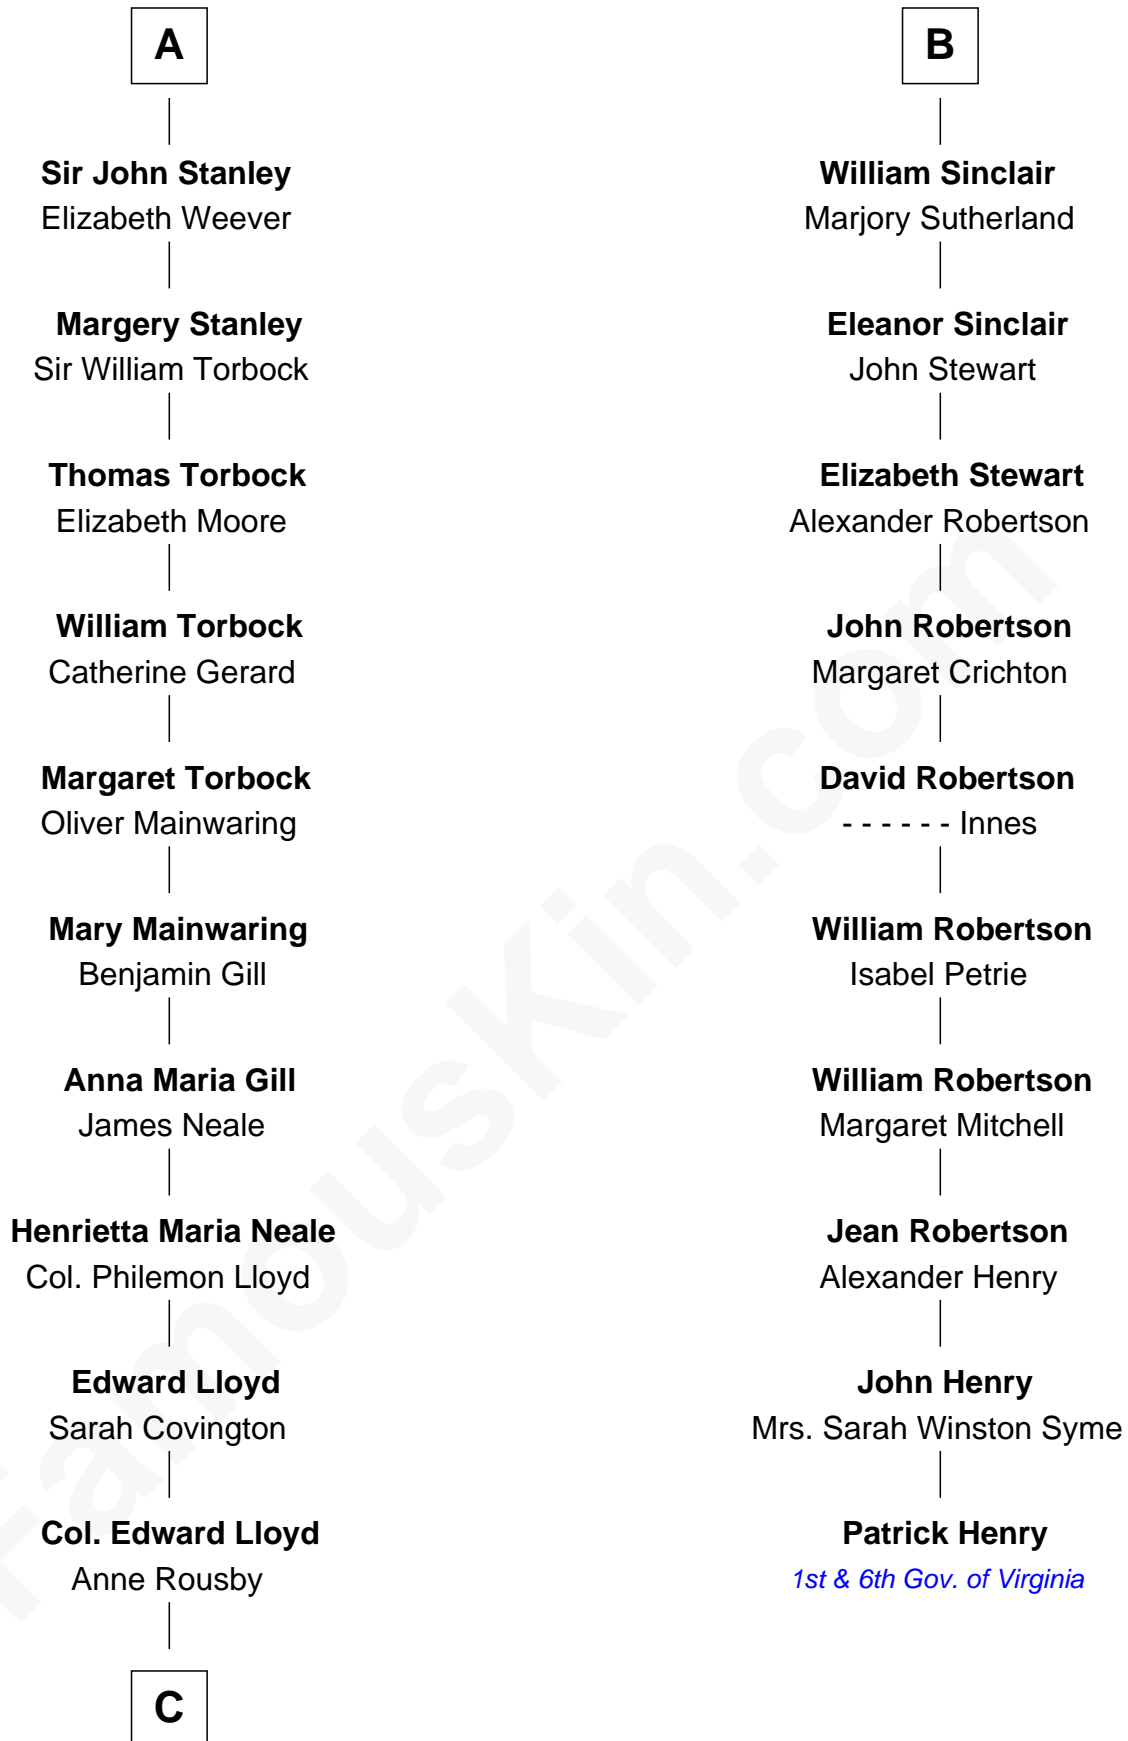 A
Sir John Stanley
Elizabeth Weever
Margery Stanley
Sir William Torbock
Thomas Torbock
Elizabeth Moore
William Torbock
Catherine Gerard
Margaret Torbock
Oliver Mainwaring
Mary Mainwaring
Benjamin Gill
Anna Maria Gill
James Neale
Henrietta Maria Neale
Col. Philemon Lloyd
Edward Lloyd
Sarah Covington
Col. Edward Lloyd
Anne Rousby
C
B
William Sinclair
Marjory Sutherland
Eleanor Sinclair
John Stewart
Elizabeth Stewart
Alexander Robertson
John Robertson
Margaret Crichton
David Robertson
- - - - - - Innes
William Robertson
Isabel Petrie
William Robertson
Margaret Mitchell
Jean Robertson
Alexander Henry
John Henry
Mrs. Sarah Winston Syme
Patrick Henry
1st & 6th Gov. of Virginia
FamousKin.com